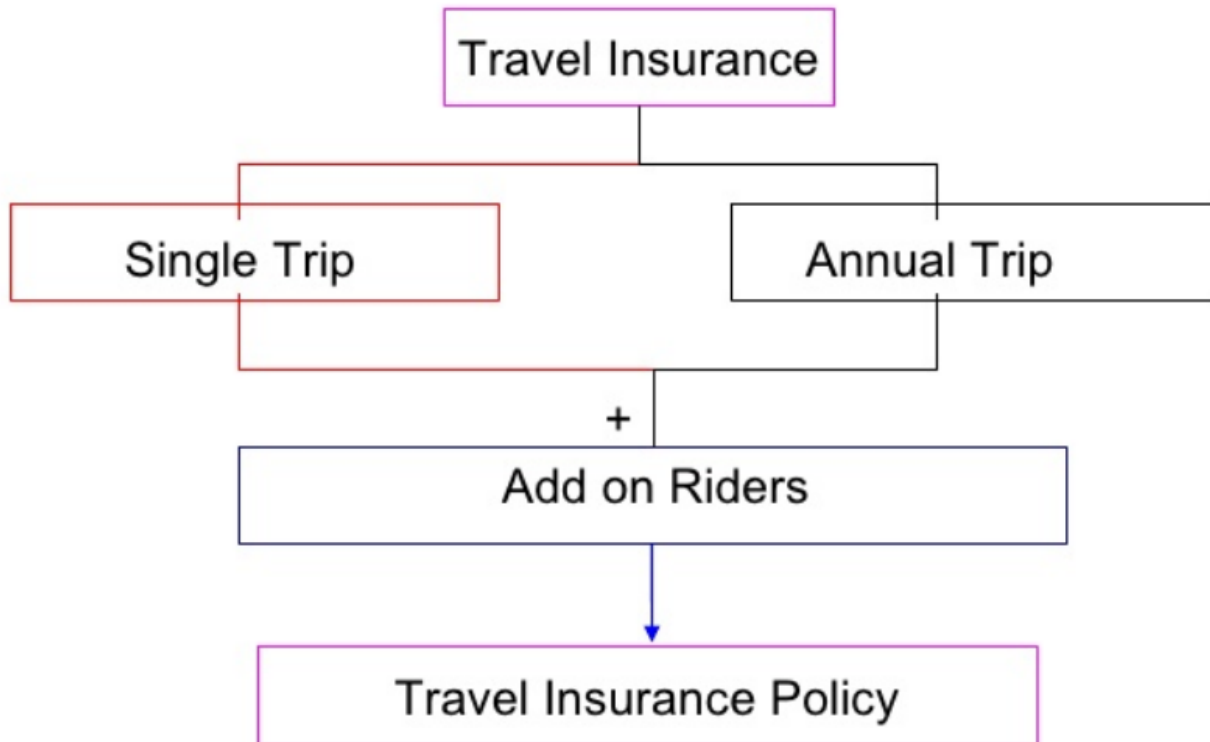 Travel Insurance
Single Trip
Annual Trip
+
Add on Riders
Travel Insurance Policy